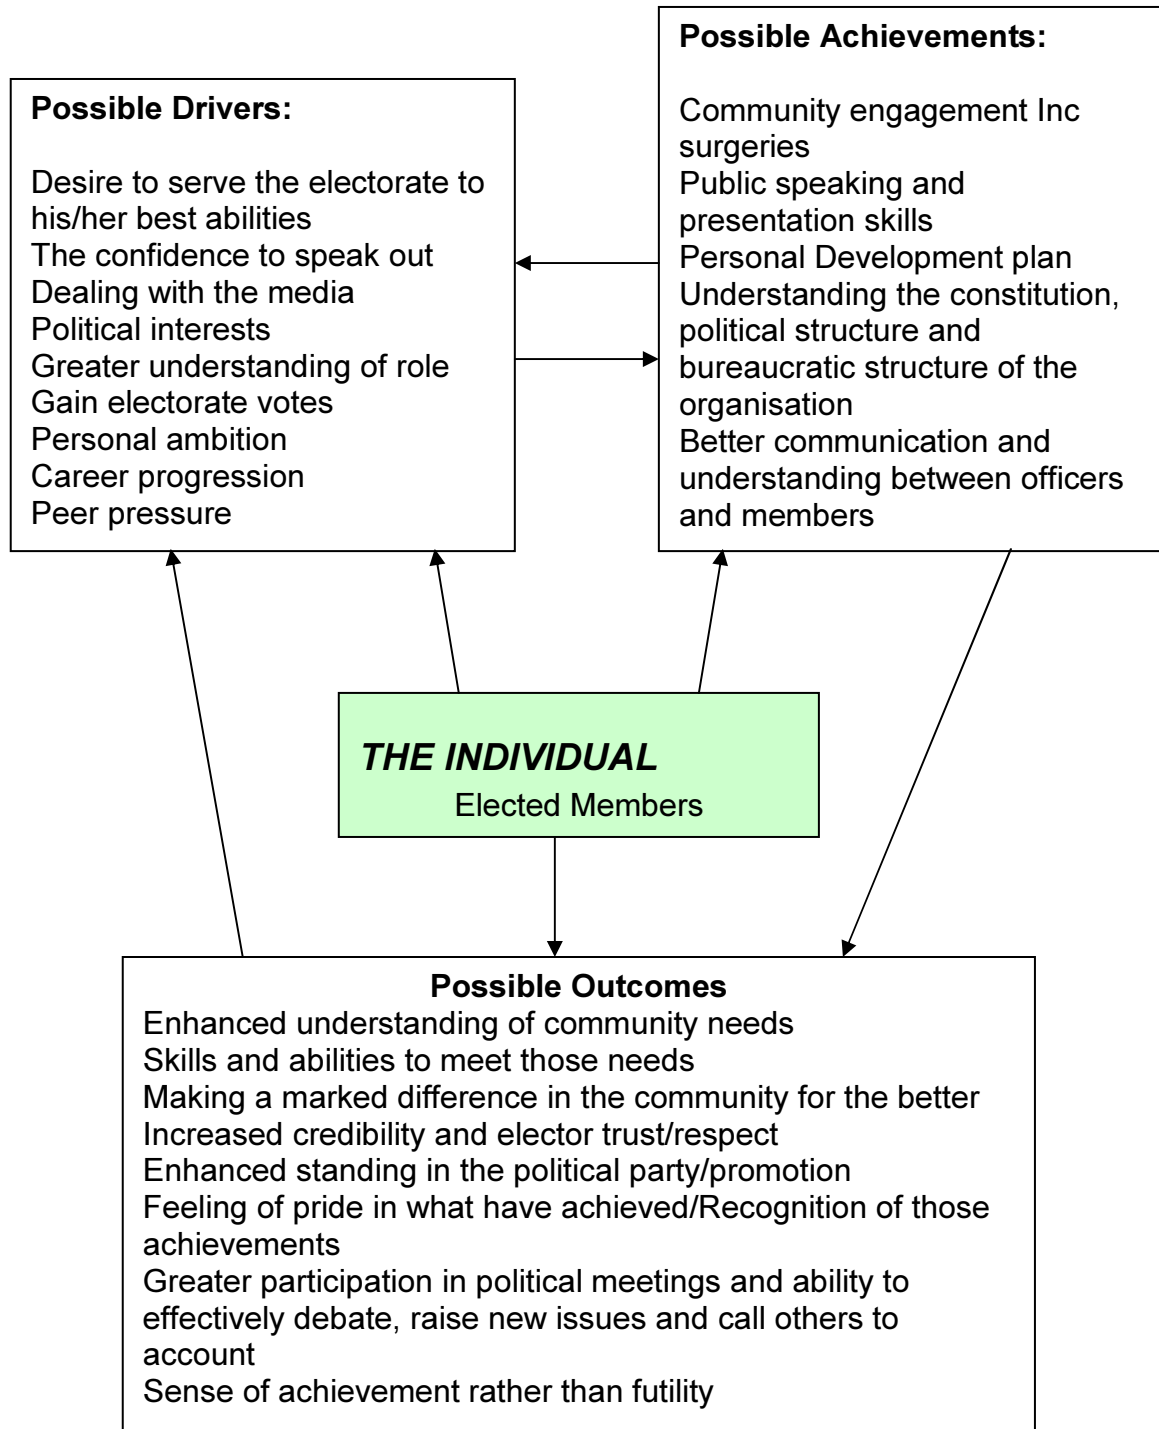 Possible Drivers:
Desire to serve the electorate to
his/her best abilities
The confidence to speak out
Dealing with the media
Political interests
Greater understanding of role
Gain electorate votes
Personal ambition
Career progression
Peer pressure
Possible Achievements:
Community engagement Inc
surgeries
Public speaking and
presentation skills
Personal Development plan
Understanding the constitution,
political structure and
bureaucratic structure of the
organisation
Better communication and
understanding between officers
and members
THE INDIVIDUAL
Elected Members
Possible Outcomes
Enhanced understanding of community needs
Skills and abilities to meet those needs
Making a marked difference in the community for the better
Increased credibility and elector trust/respect
Enhanced standing in the political party/promotion
Feeling of pride in what have achieved/Recognition of those
achievements
Greater participation in political meetings and ability to
effectively debate, raise new issues and call others to
account
Sense of achievement rather than futility